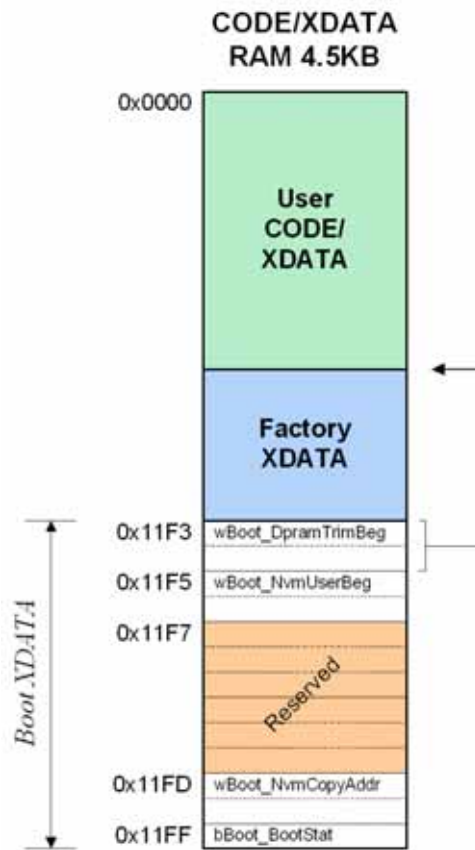 CODE/XDATA
RAM 4.5KB
0x0000
User
CODE/
XDATA
Factory
XDATA
0x11F3
wBoot_DpramTrimBeg
0x11F5
wBoot_NvmUserBeg
0x11F7
Boot XDATA
Reserved
0x11FD
wBoot_NvmCopyAddr
0x11FF
bBoot_BootStat